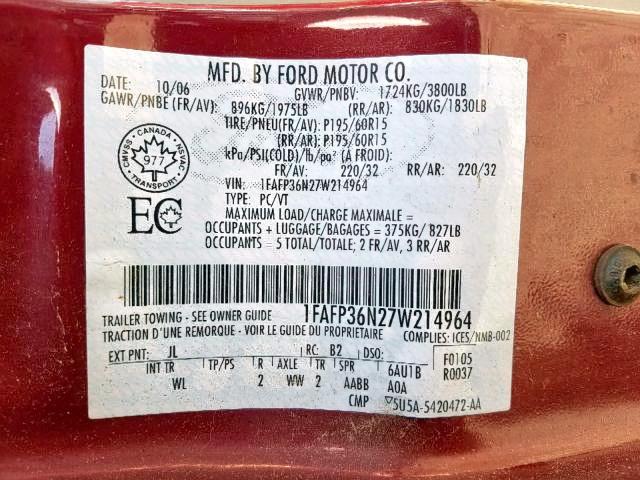 MFD. BY FORD MOTOR CO.
DATE: 10/06 GVWR/PNBV: 1724KG/3800LB
GAWR/PNBE (FR/AV): 896KG/1975LB (RR/AR): 830KG/1830LB
TIRE/PNEU(FR/AV): P195/60R15
(RR/AR): P195/60R15
kPa/PSI(COLD)/lb/pq² (A FROID):
FR/AV: 220/32 RR/AR: 220/32
VIN: 1FAFP36N27W214964
TYPE: PC/VT
MAXIMUM LOAD/CHARGE MAXIMALE =
OCCUPANTS + LUGGAGE/BAGAGES = 375KG/ 827LB
OCCUPANTS = 5 TOTAL/TOTALE; 2 FR/AV, 3 RR/AR
CANADA
CMVSS NSVAC
977
TRANSPORT
EC
TRAILER TOWING - SEE OWNER GUIDE 1FAFP36N27W214964
TRACTION D'UNE REMORQUE - VOIR LE GUIDE DU PROPRIETAIRE COMPLIES: ICES/NMB-002
EXT PNT: JL RC: B2 DSO: F0105
INT TR TP/PS R AXLE TR SPR 6AU1B R0037
WL 2 WW 2 AABB AOA
CMP 5U5A-5420472-AA